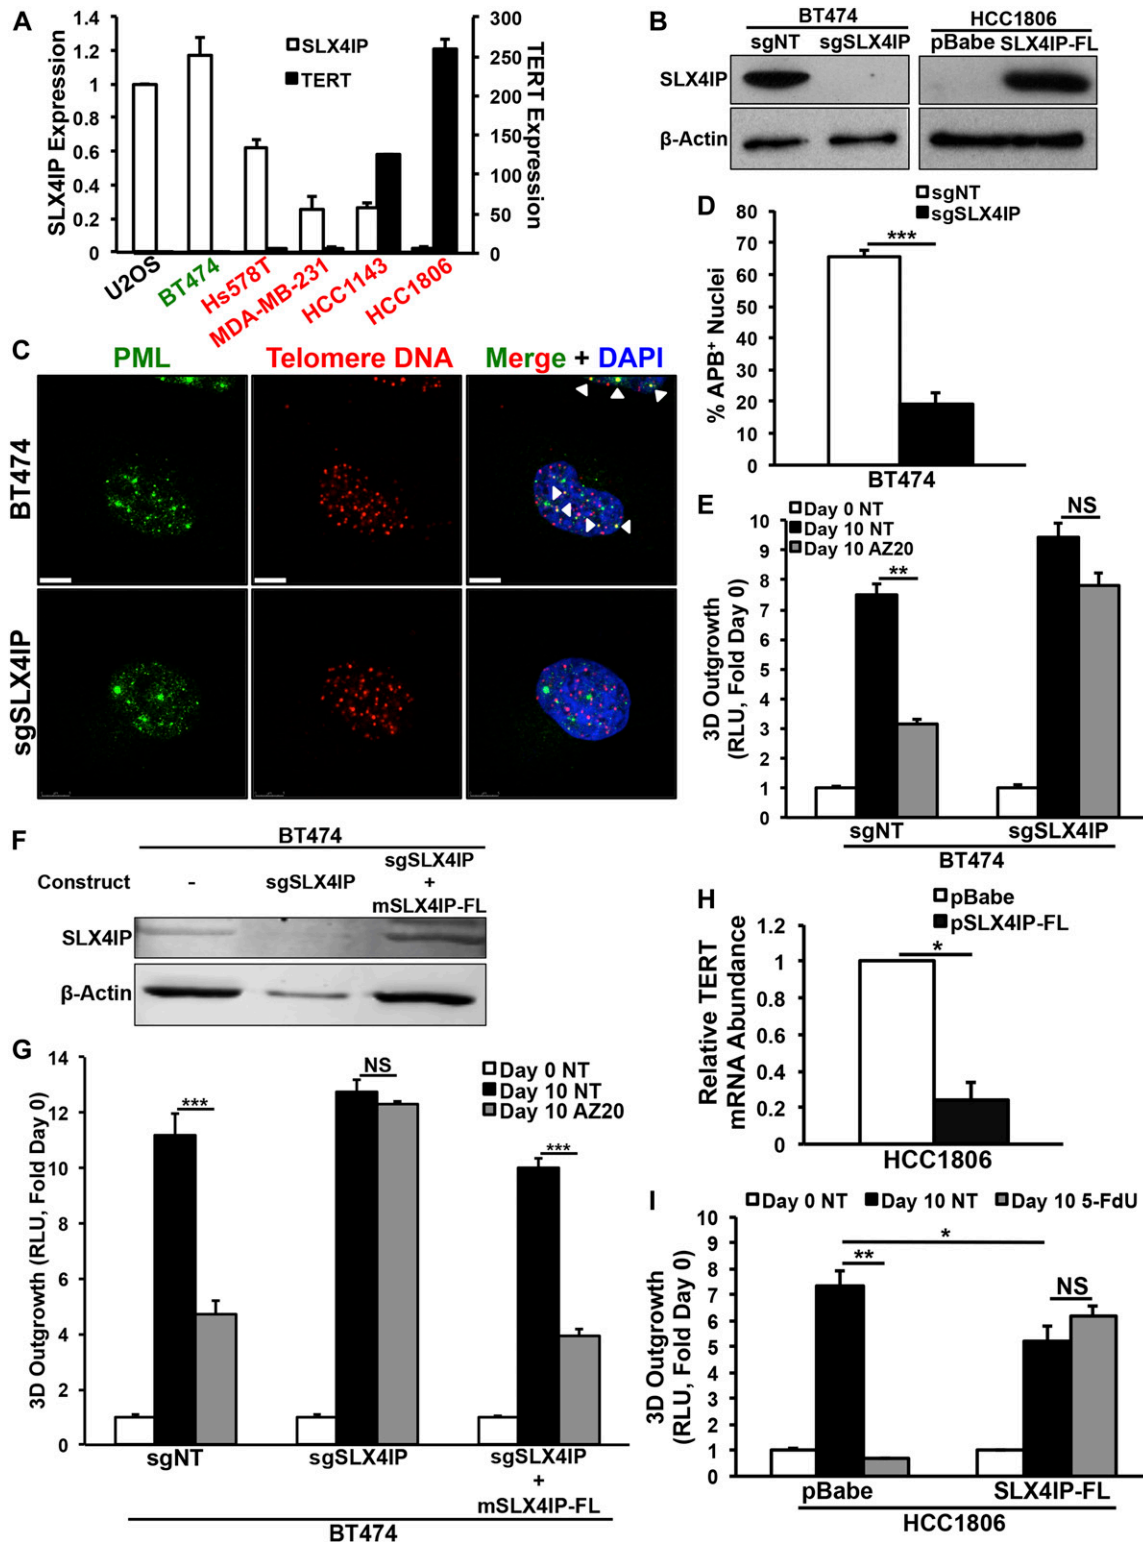 A
SLX4IP Expression
1.4
1.2
1
0.8
0.6
0.4
0.2
0
SLX4IP
TERT
300
250
200
150
100
50
0
TERT Expression
U2OS
BT474
Hs578T
MDA-MB-231
HCC1143
HCC1806
B
BT474
HCC1806
sgNT sgSLX4IP
pBabe SLX4IP-FL
SLX4IP
β-Actin
C
PML
Telomere DNA
Merge + DAPI
BT474
sgSLX4IP
D
sgNT
sgSLX4IP
% APB+ Nuclei
80
70
60
50
40
30
20
10
0
***
BT474
E
Day 0 NT
Day 10 NT
Day 10 AZ20
3D Outgrowth
(RLU, Fold Day 0)
10
9
8
7
6
5
4
3
2
1
0
**
NS
sgNT
sgSLX4IP
BT474
F
BT474
Construct
-
sgSLX4IP
sgSLX4IP
+
mSLX4IP-FL
SLX4IP
β-Actin
G
3D Outgrowth (RLU, Fold Day 0)
14
12
10
8
6
4
2
0
Day 0 NT
Day 10 NT
Day 10 AZ20
***
NS
***
sgNT
sgSLX4IP
sgSLX4IP
+
mSLX4IP-FL
BT474
H
pBabe
pSLX4IP-FL
Relative TERT
mRNA Abundance
1.2
1
0.8
0.6
0.4
0.2
0
*
HCC1806
I
Day 0 NT
Day 10 NT
Day 10 5-FdU
3D Outgrowth
(RLU, Fold Day 0)
10
9
8
7
6
5
4
3
2
1
0
*
**
NS
pBabe
SLX4IP-FL
HCC1806